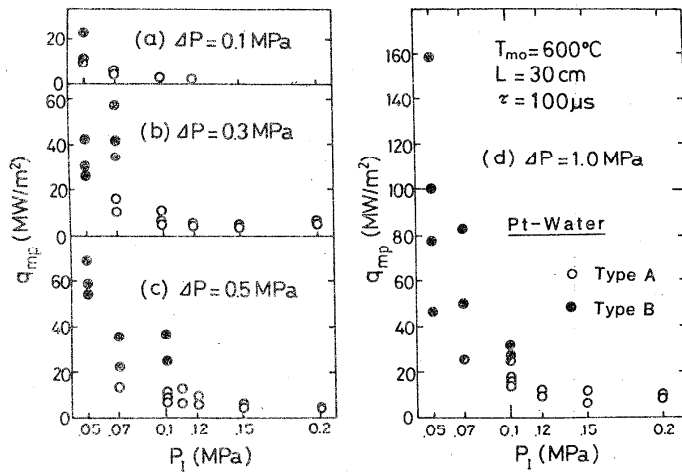 (a) ΔP = 0.1 MPa
20
0
(b) ΔP = 0.3 MPa
60
40
20
0
(c) ΔP = 0.5 MPa
60
40
20
0
q_mp (MW/m²)
.05 .07 0.1 .12 .15 0.2
P_I (MPa)
T_mo = 600°C
L = 30 cm
τ = 100 μs
(d) ΔP = 1.0 MPa
Pt-Water
○ Type A
● Type B
160
140
120
100
80
60
40
20
0
q_mp (MW/m²)
.05 .07 0.1 .12 .15 0.2
P_I (MPa)